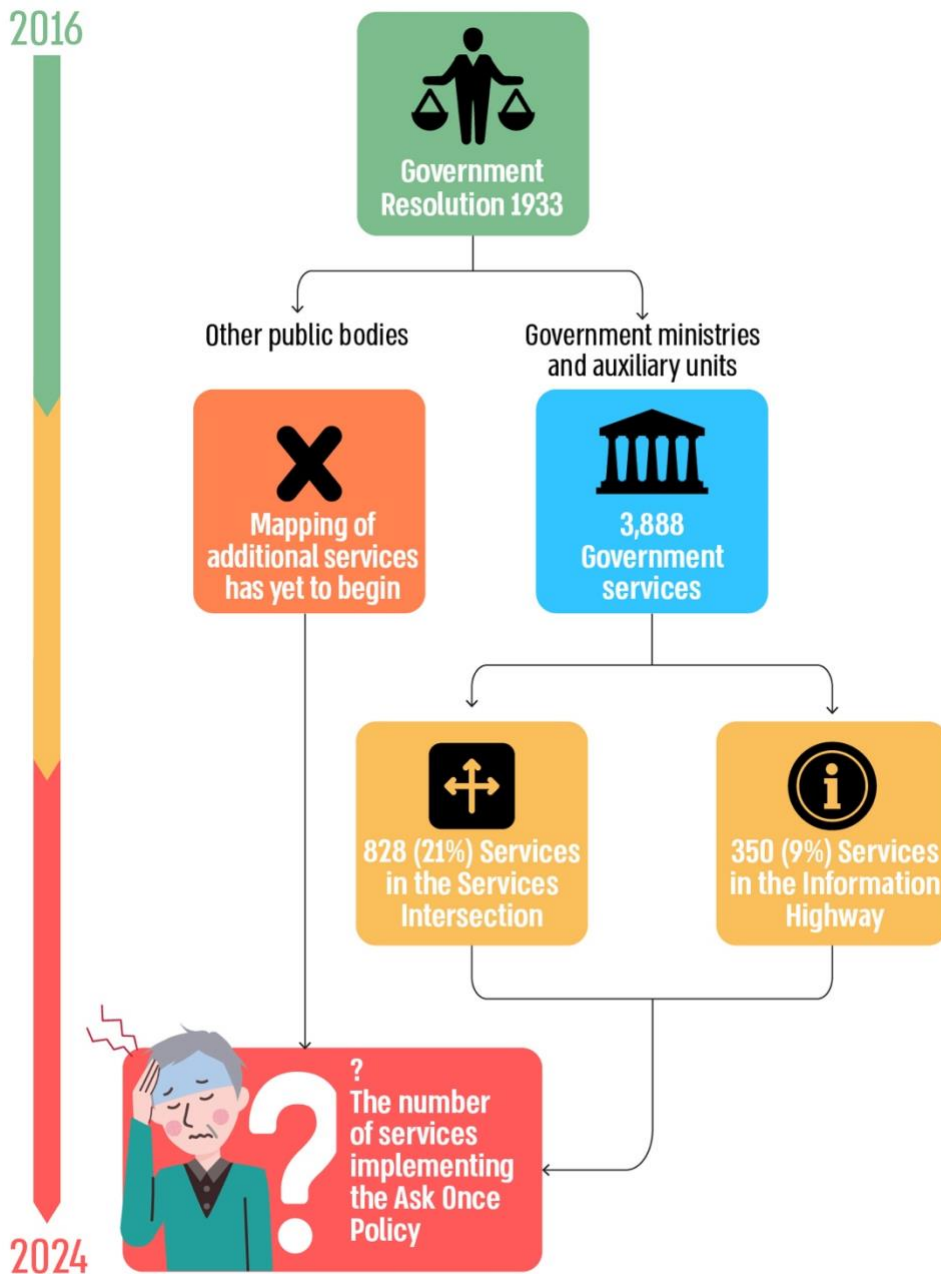 2016
Government
Resolution 1933
Other public bodies
Government ministries
and auxiliary units
Mapping of
additional services
has yet to begin
3,888
Government
services
828 (21%) Services
in the Services
Intersection
350 (9%) Services
in the Information
Highway
?
?
The number
of services
implementing
the Ask Once
Policy
2024